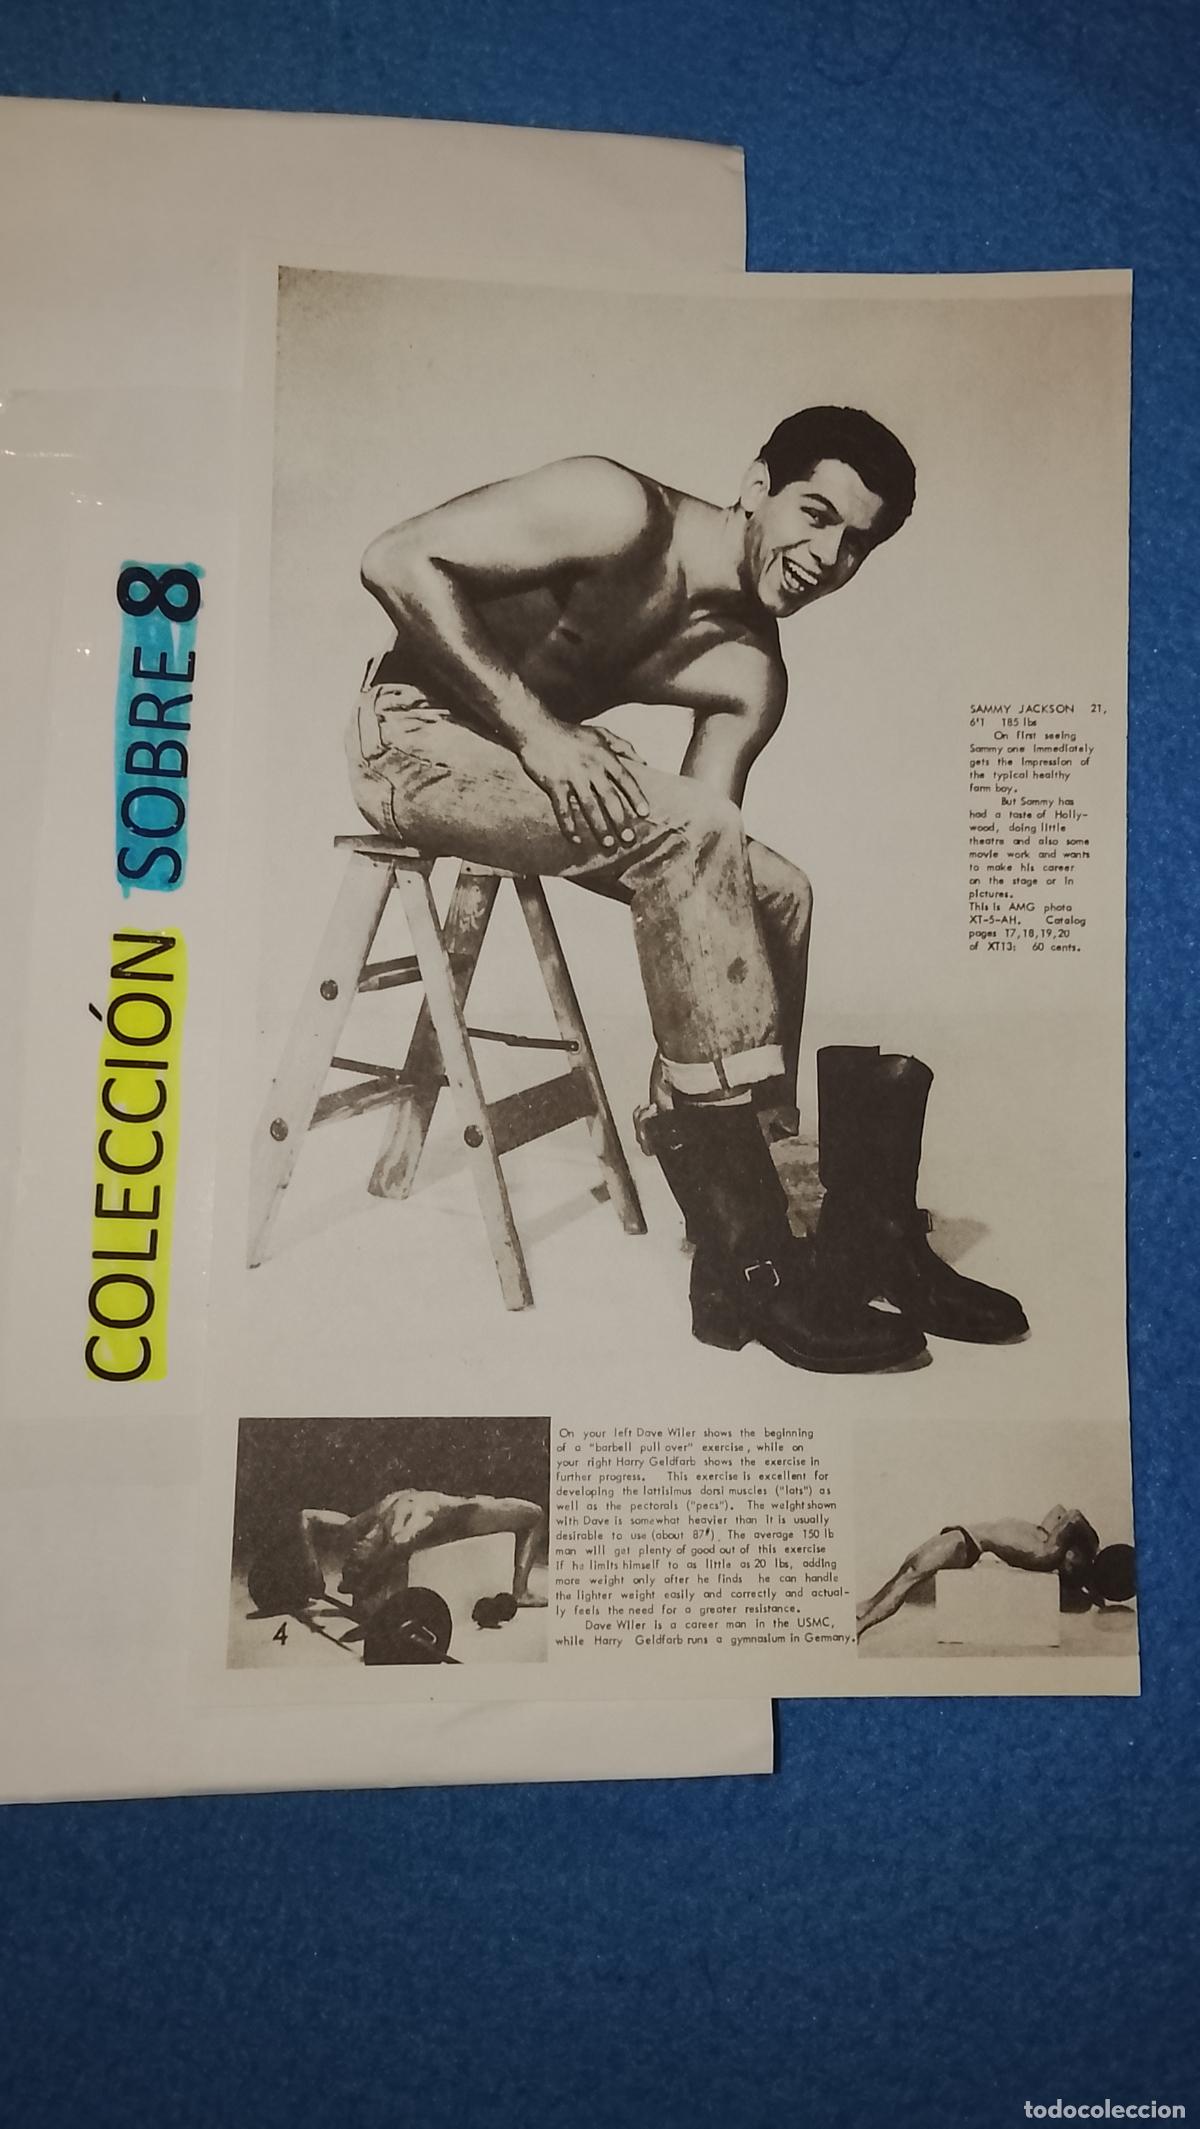 COLECCIÓN SOBRE 8
SAMMY JACKSON 21,
6'1 185 lbs
On first seeing
Sammy one immediately
gets the impression of
the typical healthy
farm boy.
But Sammy has
had a taste of Holly-
wood, doing little
theatre and also some
movie work and wants
to make his career
on the stage or in
pictures.
This is AMG photo
XT-5-AH. Catalog
pages 17,18,19,20
of XT13: 60 cents.
On your left Dave Wiler shows the beginning
of a "barbell pull over" exercise, while on
your right Harry Geldfarb shows the exercise in
further progress. This exercise is excellent for
developing the lattisimus dorsi muscles ("lats") as
well as the pectorals ("pecs"). The weight shown
with Dave is somewhat heavier than it is usually
desirable to use (about 87#). The average 150 lb
man will get plenty of good out of this exercise
if he limits himself to as little as 20 lbs, adding
more weight only after he finds he can handle
the lighter weight easily and correctly and actual-
ly feels the need for a greater resistance.
Dave Wiler is a career man in the USMC,
while Harry Geldfarb runs a gymnasium in Germany.
4
todocoleccion